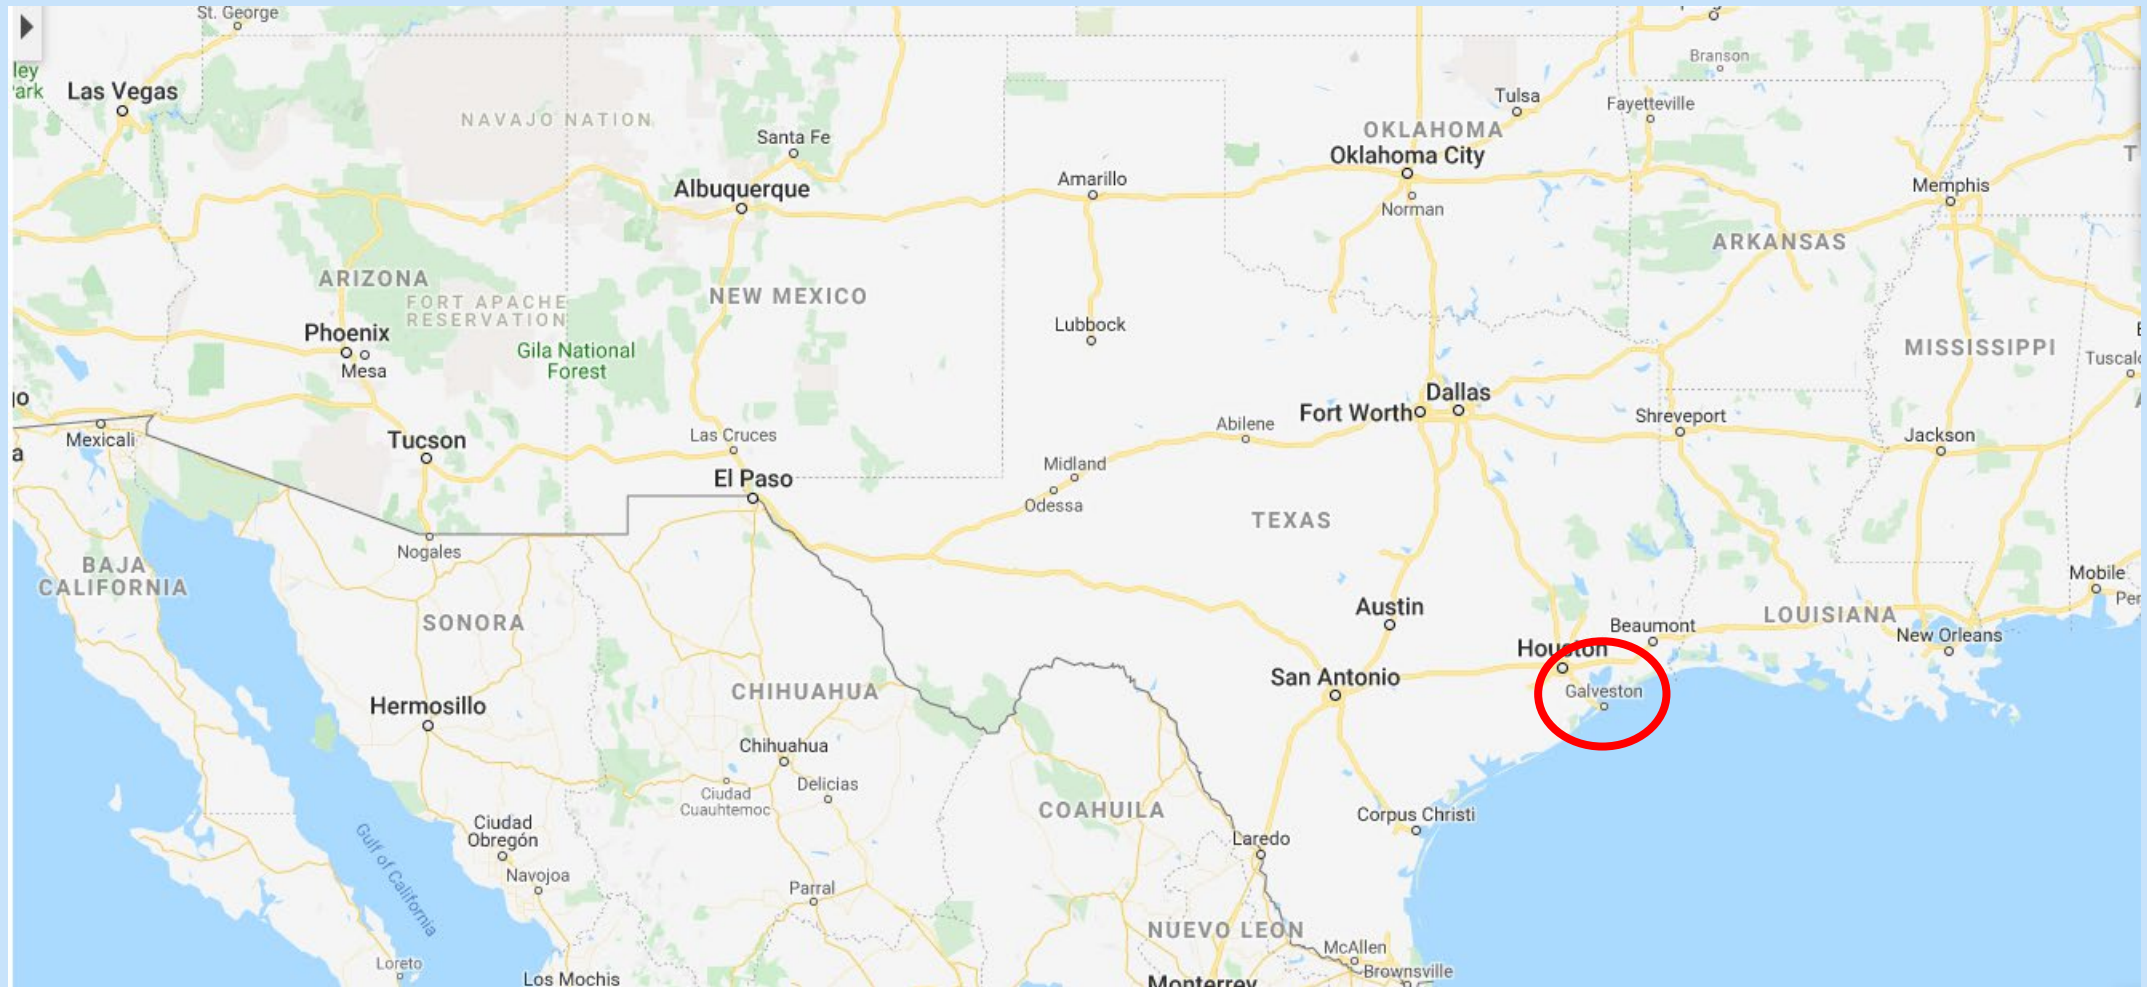 St. George
Branson
ley
Park
Las Vegas
NAVAJO NATION
Santa Fe
Tulsa
Fayetteville
OKLAHOMA
Oklahoma City
Albuquerque
Amarillo
Memphis
Norman
ARKANSAS
ARIZONA
FORT APACHE
RESERVATION
NEW MEXICO
Phoenix
Mesa
Gila National
Forest
Lubbock
MISSISSIPPI
Tuscalo
Dallas
Fort Worth
Abilene
Shreveport
Mexicali
Tucson
Las Cruces
Jackson
El Paso
Midland
Odessa
TEXAS
Nogales
BAJA
CALIFORNIA
SONORA
Mobile
Per
Austin
LOUISIANA
Beaumont
New Orleans
Houston
San Antonio
Galveston
CHIHUAHUA
Hermosillo
Chihuahua
Delicias
Ciudad
Cuauhtemoc
COAHUILA
Corpus Christi
Ciudad
Obregón
Laredo
Gulf of California
Navojoa
Parral
NUEVO LEON
McAllen
Loreto
Los Mochis
Brownsville
Monterrey